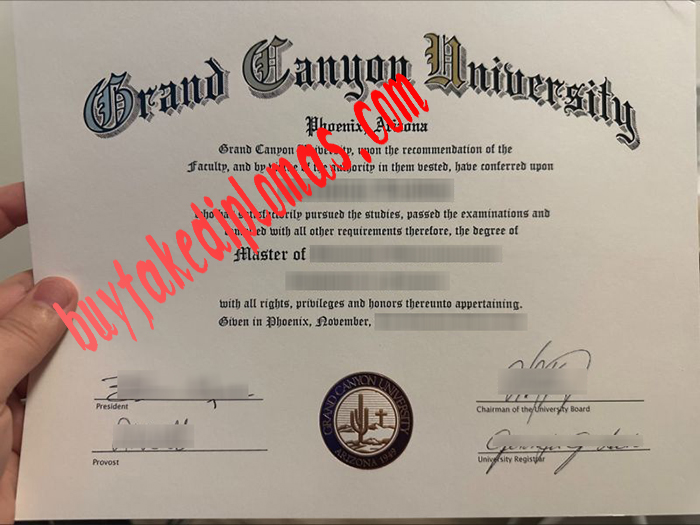 Grand Canyon University
Phoenix, Arizona
Grand Canyon University, upon the recommendation of the
Faculty, and by virtue of the authority in them vested, have conferred upon
who has satisfactorily pursued the studies, passed the examinations and
complied with all other requirements therefore, the degree of
Master of
with all rights, privileges and honors thereunto appertaining.
Given in Phoenix, November,
buyfakediplomas.com
President
Chairman of the University Board
Provost
University Registrar
GRAND CANYON UNIVERSITY
ARIZONA 1949